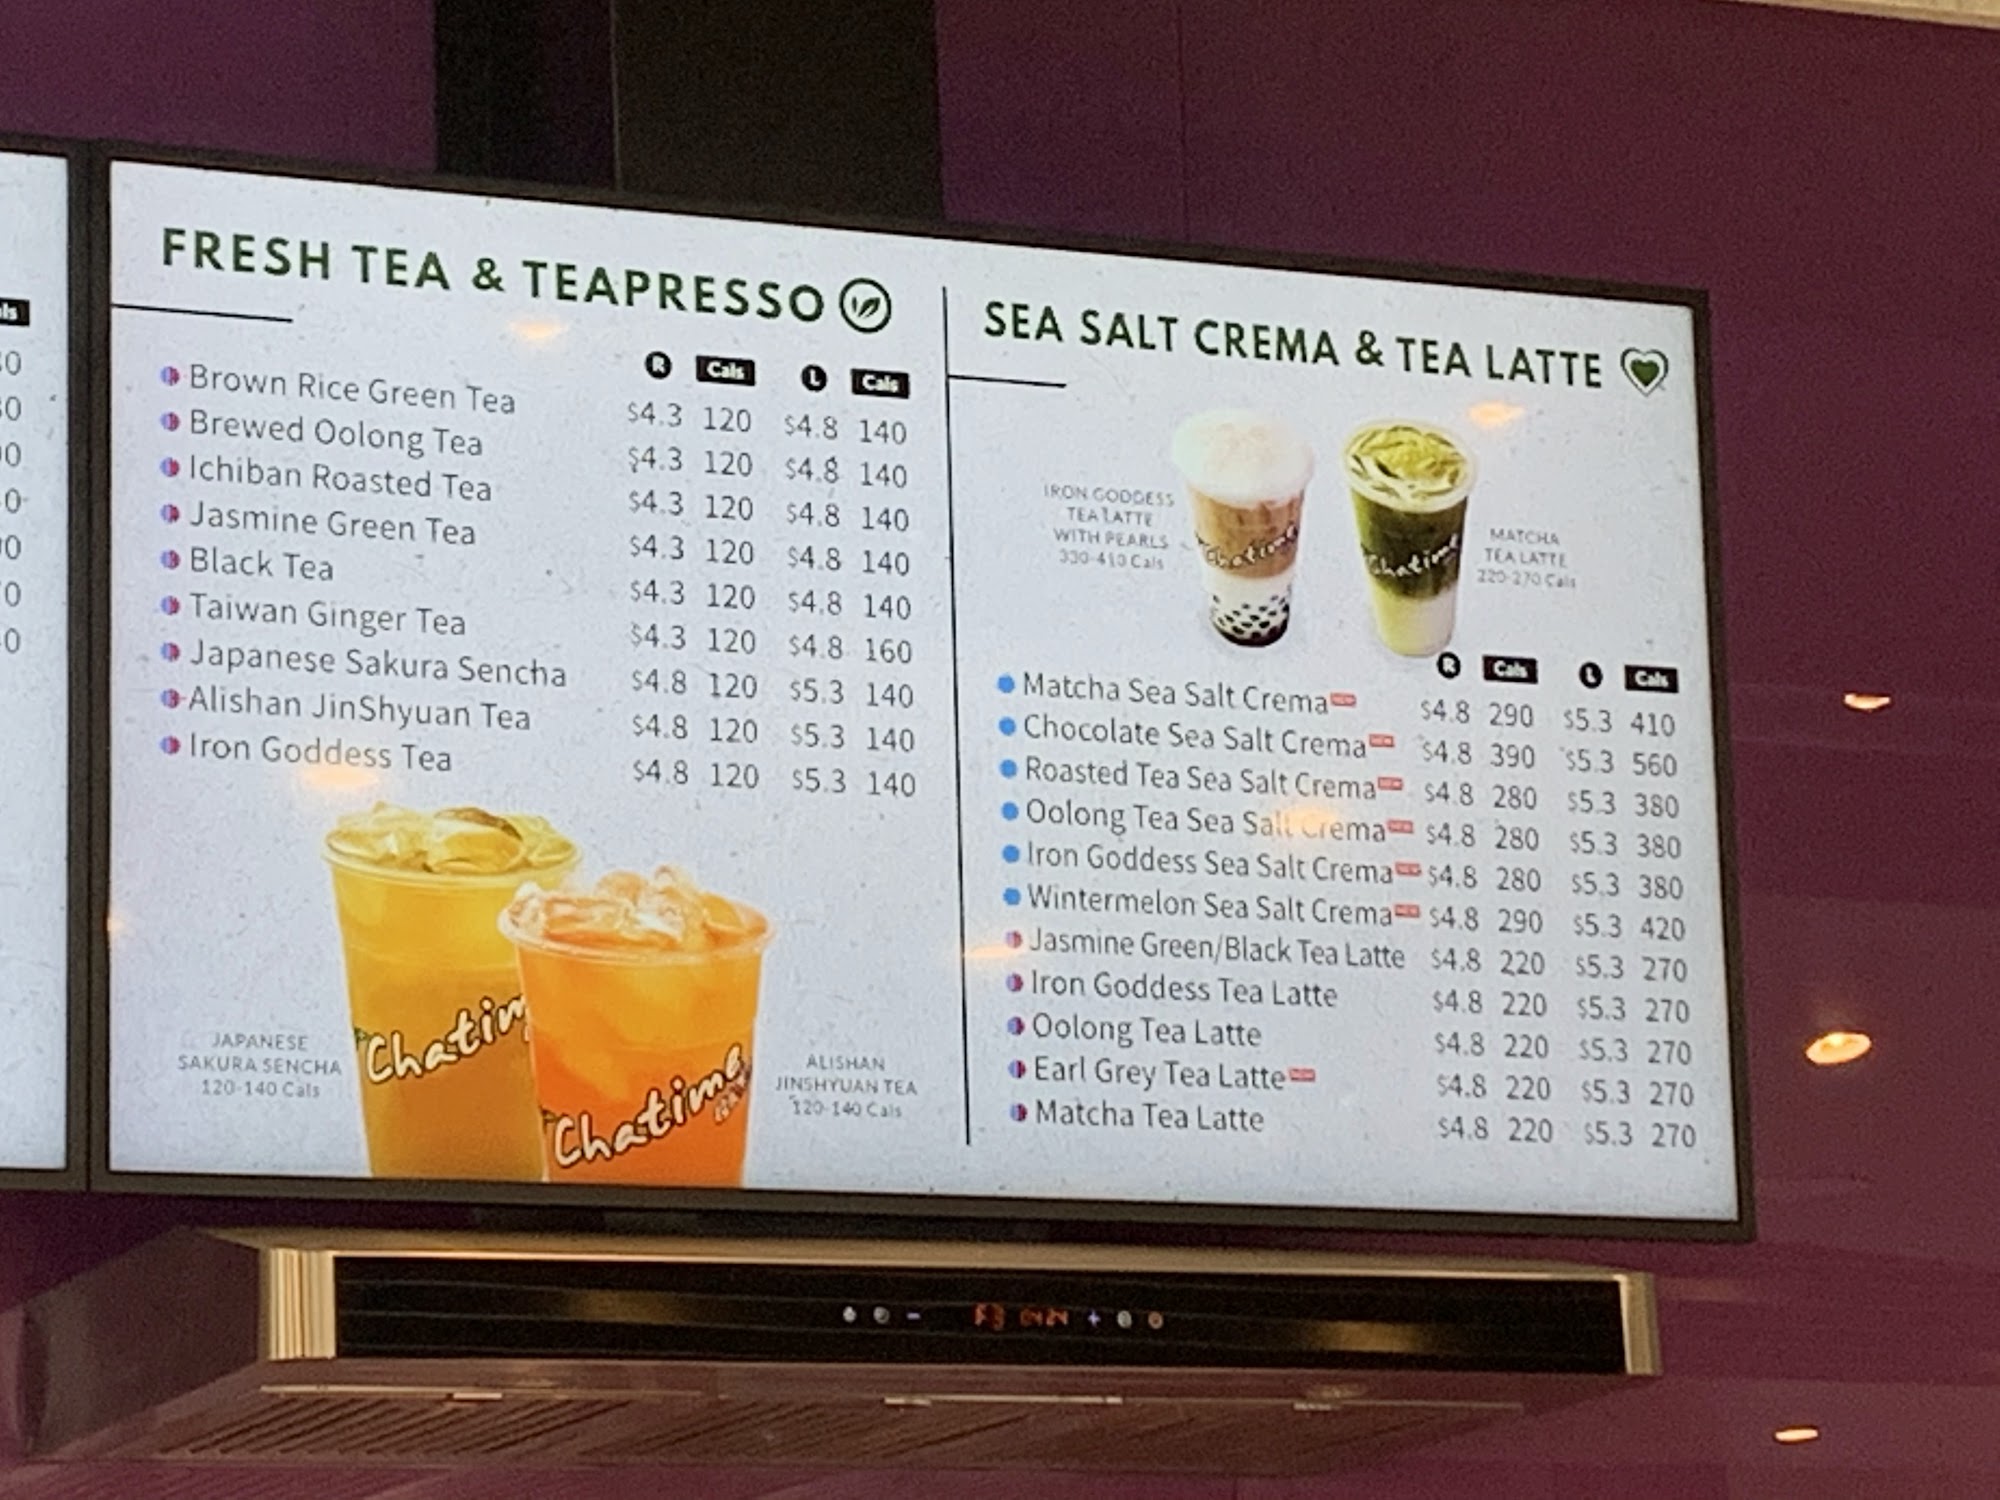 als
FRESH TEA & TEAPRESSO
R Cals L Cals
Brown Rice Green Tea $4.3 120 $4.8 140
Brewed Oolong Tea $4.3 120 $4.8 140
Ichiban Roasted Tea $4.3 120 $4.8 140
Jasmine Green Tea $4.3 120 $4.8 140
Black Tea $4.3 120 $4.8 140
Taiwan Ginger Tea $4.3 120 $4.8 160
Japanese Sakura Sencha $4.8 120 $5.3 140
Alishan JinShyuan Tea $4.8 120 $5.3 140
Iron Goddess Tea $4.8 120 $5.3 140
JAPANESE
SAKURA SENCHA
120-140 Cals
Chatim
Chatime
ALISHAN
JINSHYUAN TEA
120-140 Cals
SEA SALT CREMA & TEA LATTE
IRON GODDESS
TEA LATTE
WITH PEARLS
330-410 Cals
Chatime
Chatime
MATCHA
TEA LATTE
220-270 Cals
R Cals L Cals
Matcha Sea Salt Crema NEW $4.8 290 $5.3 410
Chocolate Sea Salt Crema NEW $4.8 390 $5.3 560
Roasted Tea Sea Salt Crema NEW $4.8 280 $5.3 380
Oolong Tea Sea Salt Crema NEW $4.8 280 $5.3 380
Iron Goddess Sea Salt Crema NEW $4.8 280 $5.3 380
Wintermelon Sea Salt Crema NEW $4.8 290 $5.3 420
Jasmine Green/Black Tea Latte $4.8 220 $5.3 270
Iron Goddess Tea Latte $4.8 220 $5.3 270
Oolong Tea Latte $4.8 220 $5.3 270
Earl Grey Tea Latte NEW $4.8 220 $5.3 270
Matcha Tea Latte $4.8 220 $5.3 270